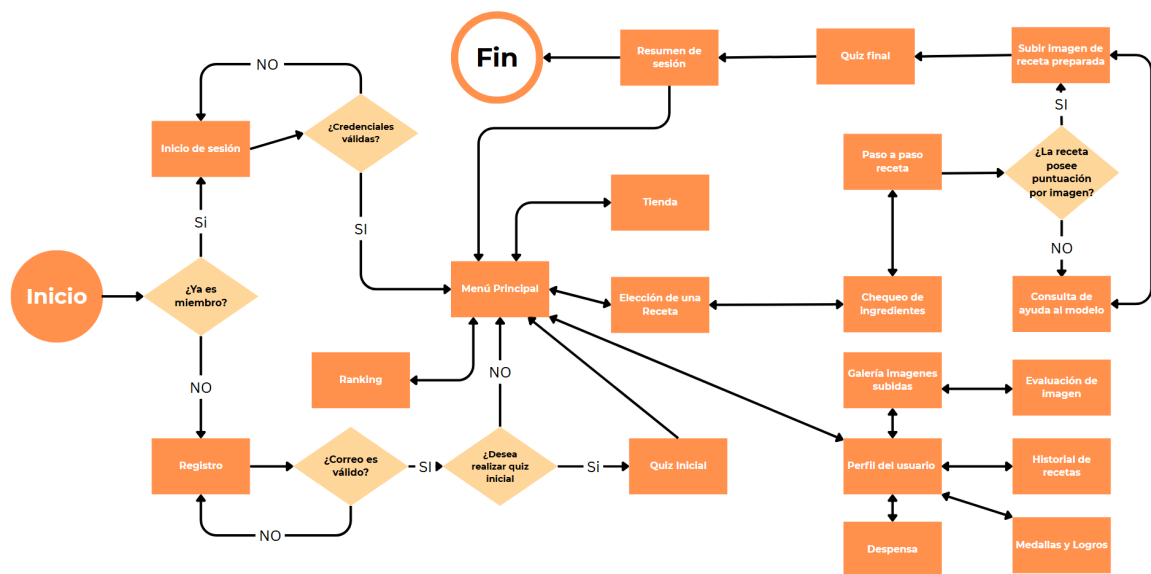 Fin
Resumen de
sesión
Quiz final
Subir imagen de
receta preparada
NO
¿Credenciales
válidas?
Inicio de sesión
SI
Paso a paso
receta
¿La receta
posee
puntuación
por imagen?
Tienda
Si
SI
NO
Inicio
¿Ya es
miembro?
Menú Principal
Elección de una
Receta
Chequeo de
Ingredientes
Consulta de
ayuda al modelo
NO
Ranking
NO
Galería imagenes
subidas
Evaluación de
imagen
Registro
¿Correo es
válido?
SI
¿Desea
realizar quiz
inicial
Si
Quiz Inicial
Perfil del usuario
Historial de
recetas
NO
Despensa
Medallas y Logros